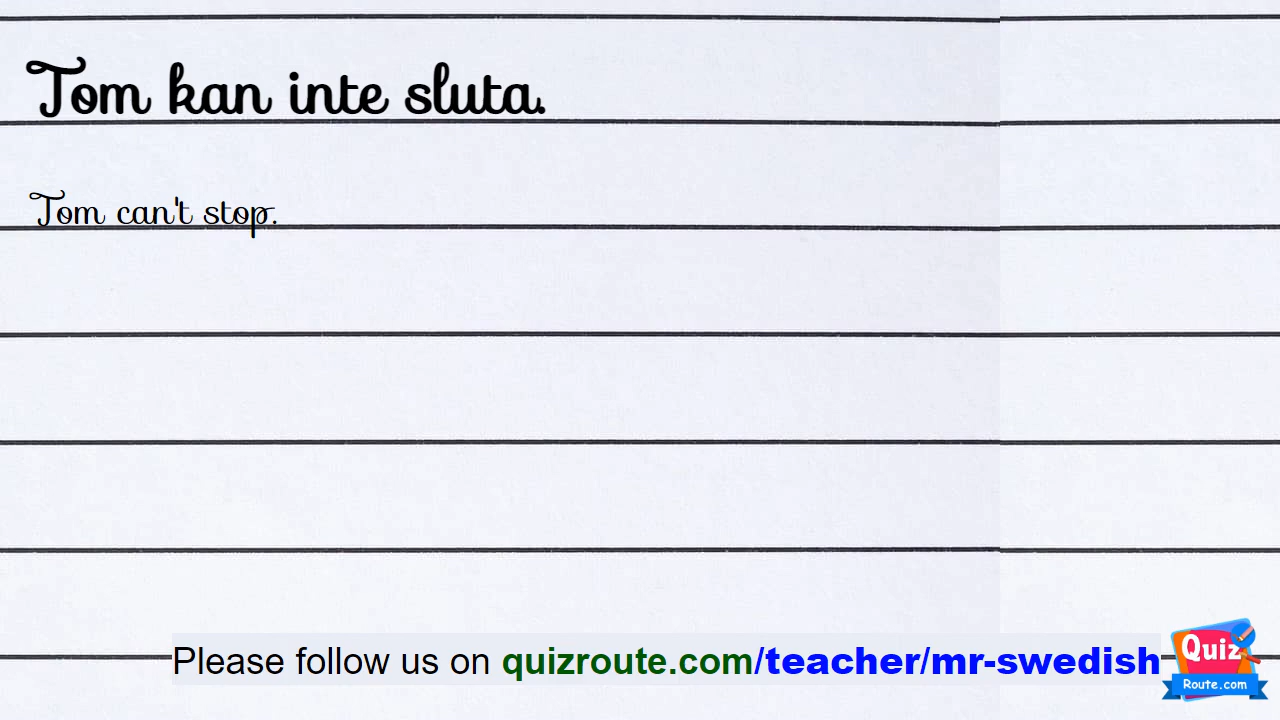 Tom kan inte sluta.
Tom can't stop.
Please follow us on quizroute.com/teacher/mr-swedish
Quiz
Route.com